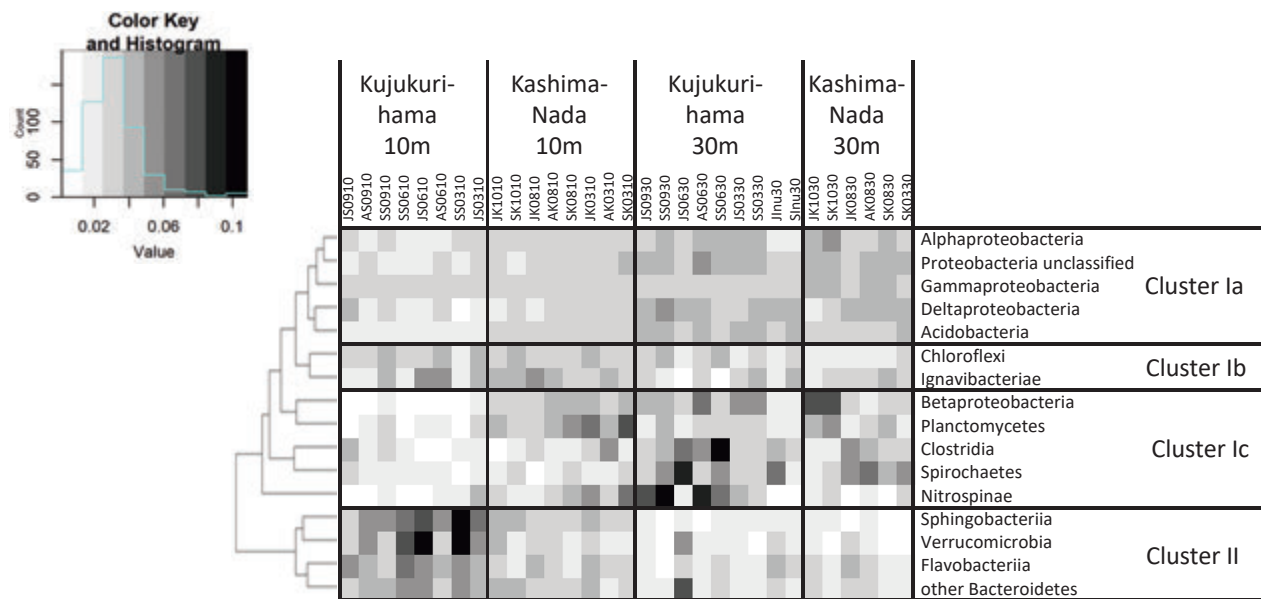 Color Key
and Histogram
Count
0
50
100
0.02
0.06
0.1
Value
Kujukuri-
hama
10m
Kashima-
Nada
10m
Kujukuri-
hama
30m
Kashima-
Nada
30m
JS0910
AS0910
SS0910
SS0610
JS0610
AS0610
SS0310
JS0310
JK1010
SK1010
JK0810
AK0810
SK0810
JK0310
AK0310
SK0310
JS0930
SS0930
JS0630
AS0630
SS0630
JS0330
SS0330
JInu30
SInu30
JK1030
SK1030
JK0830
AK0830
SK0830
SK0330
Alphaproteobacteria
Proteobacteria unclassified
Gammaproteobacteria
Deltaproteobacteria
Acidobacteria
Cluster Ia
Chloroflexi
Ignavibacteriae
Cluster Ib
Betaproteobacteria
Planctomycetes
Clostridia
Spirochaetes
Nitrospinae
Cluster Ic
Sphingobacteriia
Verrucomicrobia
Flavobacteriia
other Bacteroidetes
Cluster II